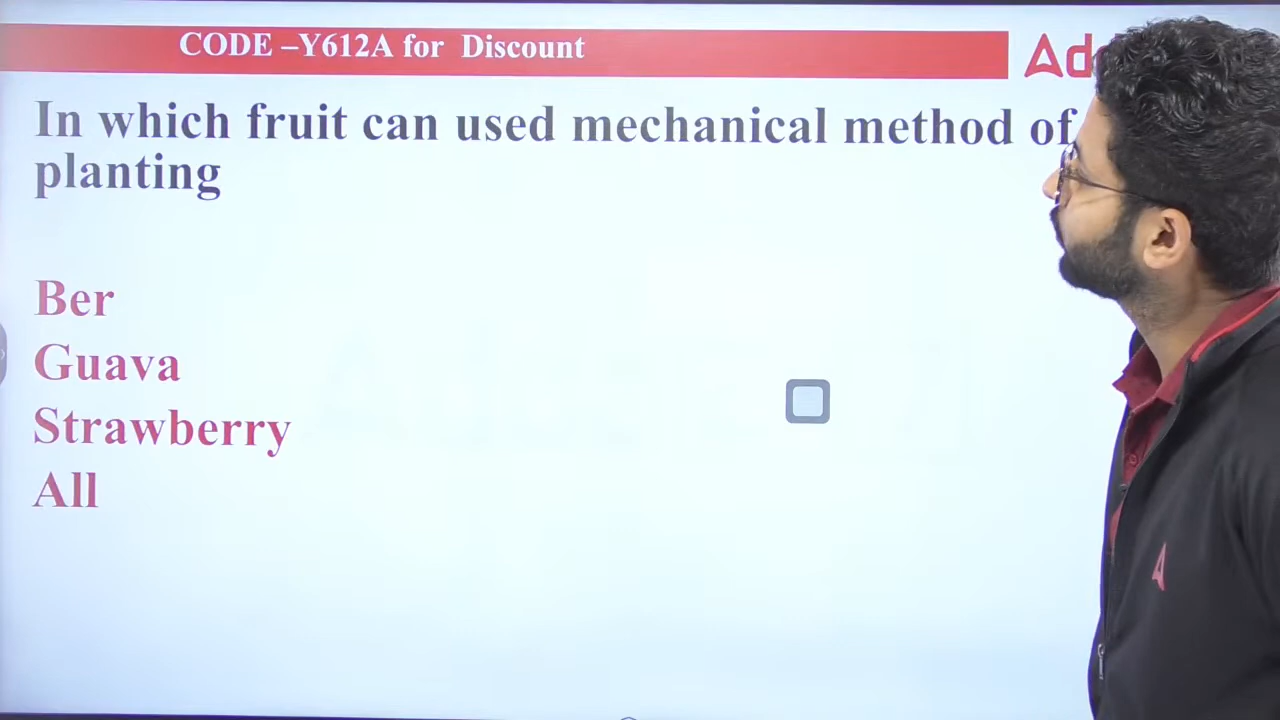 CODE –Y612A for Discount
In which fruit can used mechanical method of
planting
Ber
Guava
Strawberry
All